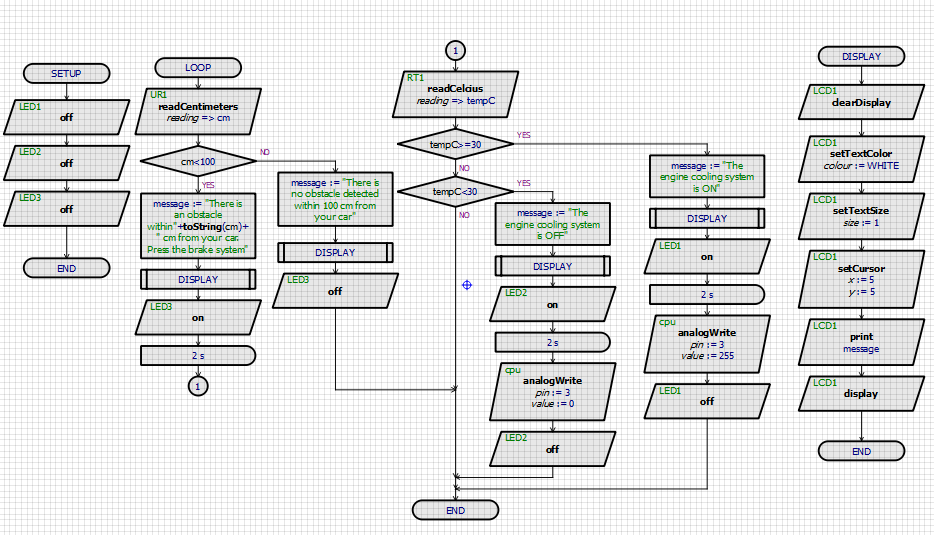 SETUP
LED1
off
LED2
off
LED3
off
END
LOOP
UR1
readCentimeters
reading => cm
cm<100
NO
YES
message := "There is
an obstacle
within"+toString(cm)+
" cm from your car.
Press the brake system"
DISPLAY
LED3
on
2 s
1
message := "There is
no obstacle detected
within 100 cm from
your car"
DISPLAY
LED3
off
1
RT1
readCelcius
reading => tempC
tempC>=30
YES
NO
tempC<30
YES
NO
message := "The
engine cooling system
is OFF"
DISPLAY
LED2
on
2 s
cpu
analogWrite
pin := 3
value := 0
LED2
off
END
message := "The
engine cooling system
is ON"
DISPLAY
LED1
on
2 s
cpu
analogWrite
pin := 3
value := 255
LED1
off
DISPLAY
LCD1
clearDisplay
LCD1
setTextColor
colour := WHITE
LCD1
setTextSize
size := 1
LCD1
setCursor
x := 5
y := 5
LCD1
print
message
LCD1
display
END